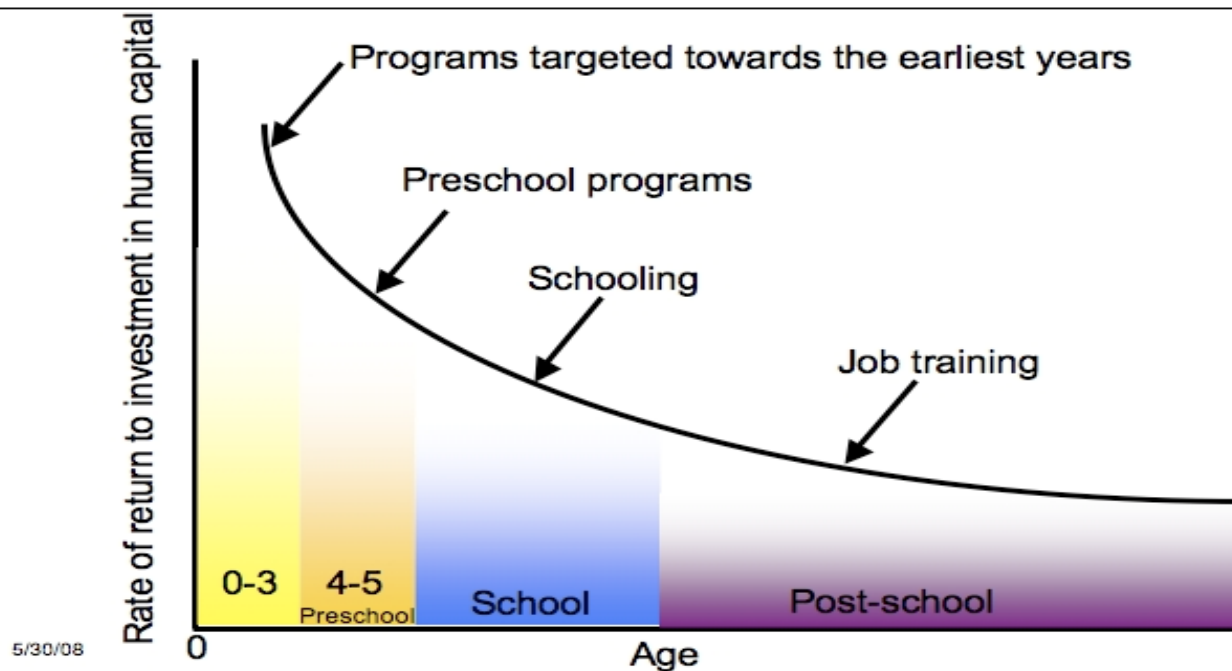 Rate of return to investment in human capital
Programs targeted towards the earliest years
Preschool programs
Schooling
Job training
0-3
4-5
Preschool
School
Post-school
0
Age
5/30/08